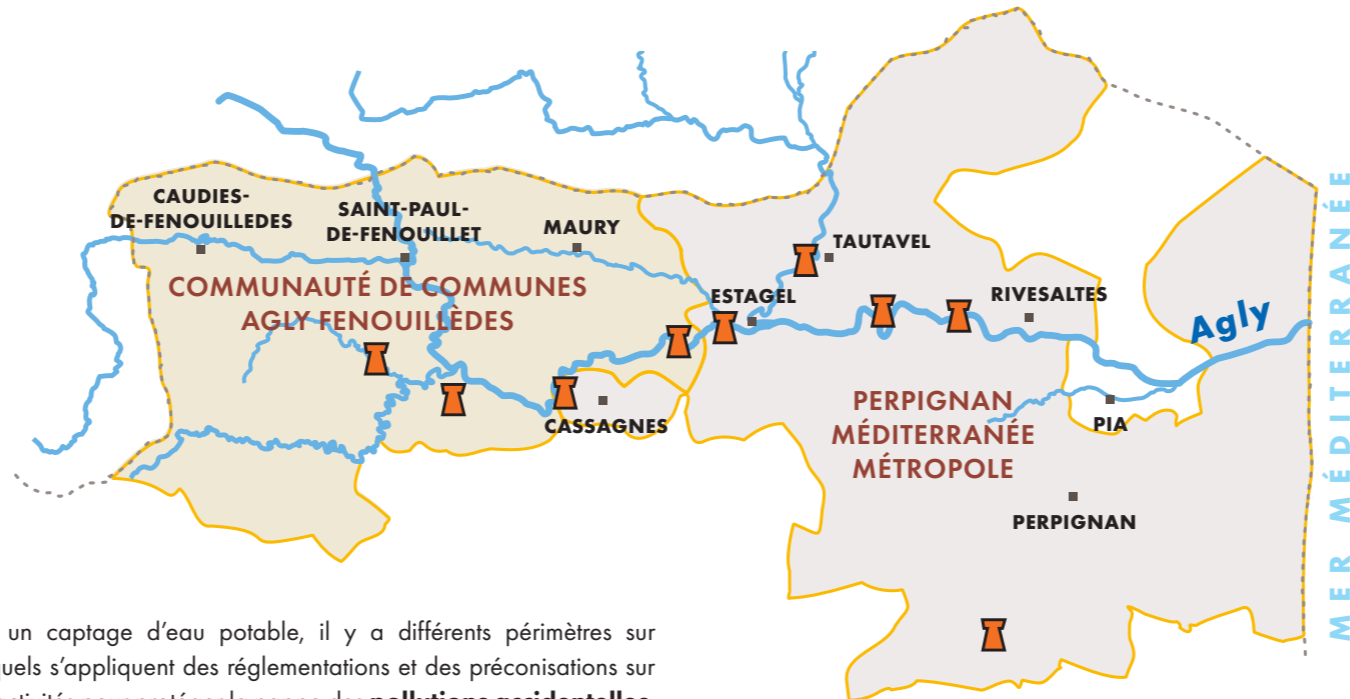 CAUDIES-
DE-FENOUILLEDES
SAINT-PAUL-
DE-FENOUILLET
MAURY
TAUTAVEL
COMMUNAUTÉ DE COMMUNES
AGLY FENOUILLÈDES
ESTAGEL
RIVESALTES
Agly
CASSAGNES
PERPIGNAN
MÉDITERRANÉE
MÉTROPOLE
PIA
PERPIGNAN
MER MÉDITERRANÉE
un captage d'eau potable, il y a différents périmètres sur
quels s'appliquent des réglementations et des préconisations sur